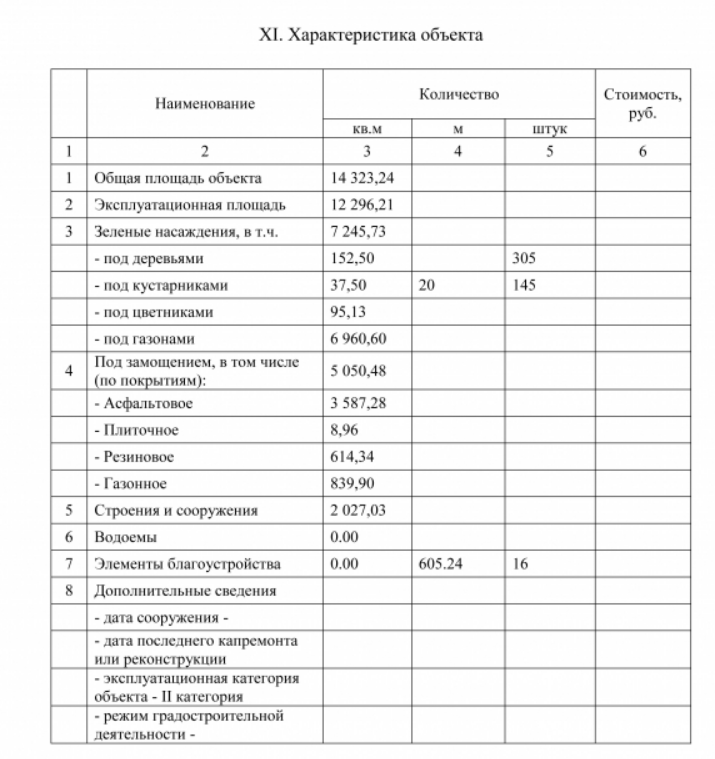 XI. Характеристика объекта
Наименование
Количество
Стоимость,
руб.
кв.м м штук
1 2 3 4 5 6
1 Общая площадь объекта 14 323,24
2 Эксплуатационная площадь 12 296,21
3 Зеленые насаждения, в т.ч. 7 245,73
- под деревьями 152,50 305
- под кустарниками 37,50 20 145
- под цветниками 95,13
- под газонами 6 960,60
4 Под замощением, в том числе
(по покрытиям): 5 050,48
- Асфальтовое 3 587,28
- Плиточное 8,96
- Резиновое 614,34
- Газонное 839,90
5 Строения и сооружения 2 027,03
6 Водоемы 0.00
7 Элементы благоустройства 0.00 605.24 16
8 Дополнительные сведения
- дата сооружения -
- дата последнего капремонта
или реконструкции
- эксплуатационная категория
объекта - II категория
- режим градостроительной
деятельности -